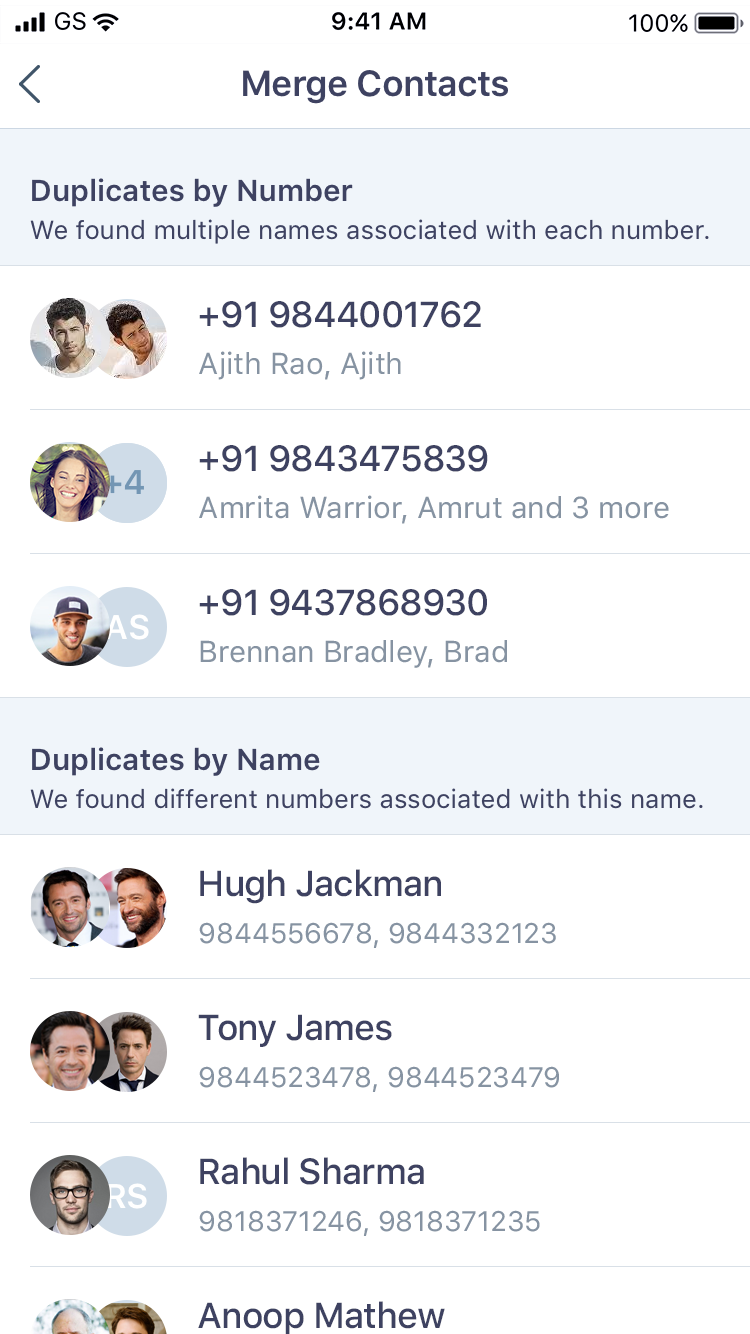 GS 9:41 AM 100%
Merge Contacts
Duplicates by Number
We found multiple names associated with each number.
+91 9844001762
Ajith Rao, Ajith
+4
+91 9843475839
Amrita Warrior, Amrut and 3 more
AS
+91 9437868930
Brennan Bradley, Brad
Duplicates by Name
We found different numbers associated with this name.
Hugh Jackman
9844556678, 9844332123
Tony James
9844523478, 9844523479
RS
Rahul Sharma
9818371246, 9818371235
Anoop Mathew